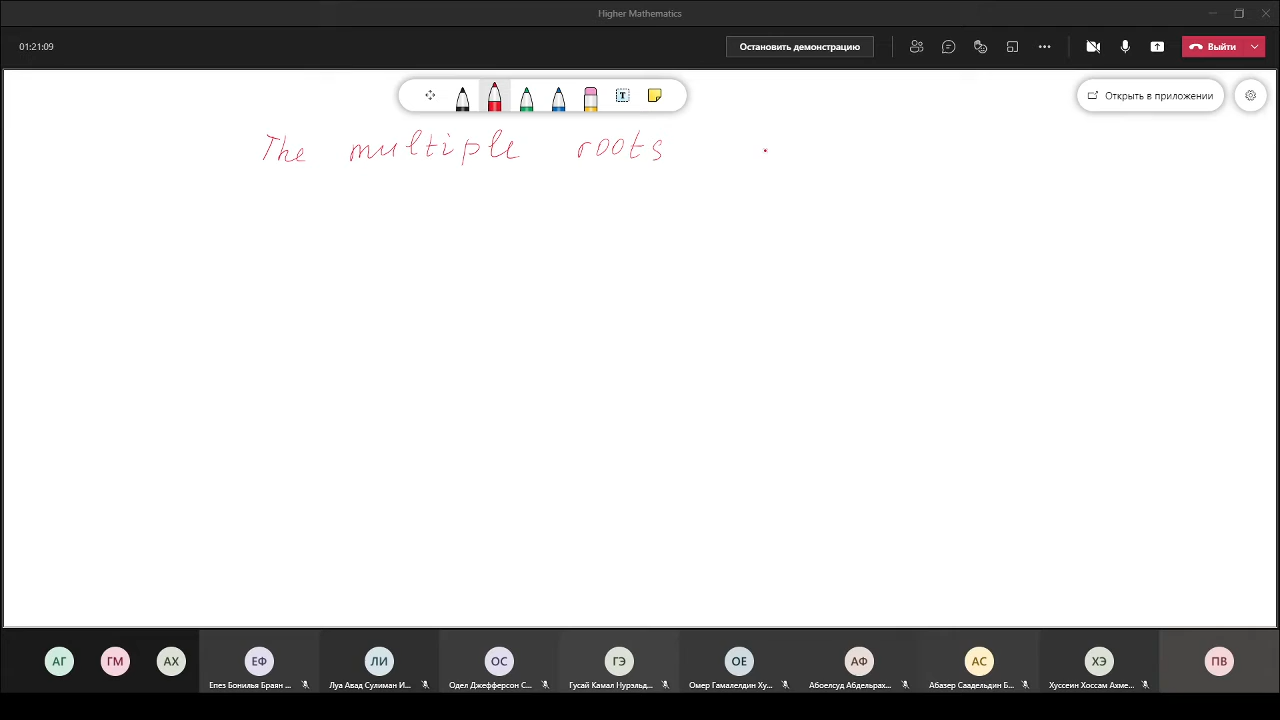 Higher Mathematics
01:21:09
Остановить демонстрацию
Выйти
Открыть в приложении
The multiple roots
АГ
ГМ
АХ
ЕФ
ЛИ
ОС
ГЭ
ОЕ
АФ
АС
ХЭ
ПВ
Епес Бонилья Браян ...
Луа Авад Сулиман И...
Одел Джефферсон С...
Гусай Камал Нурэльд...
Омер Гамалелдин Ху...
Абоелсуд Абдельрах...
Абазер Саадельдин Б...
Хуссеин Хоссам Ахме...